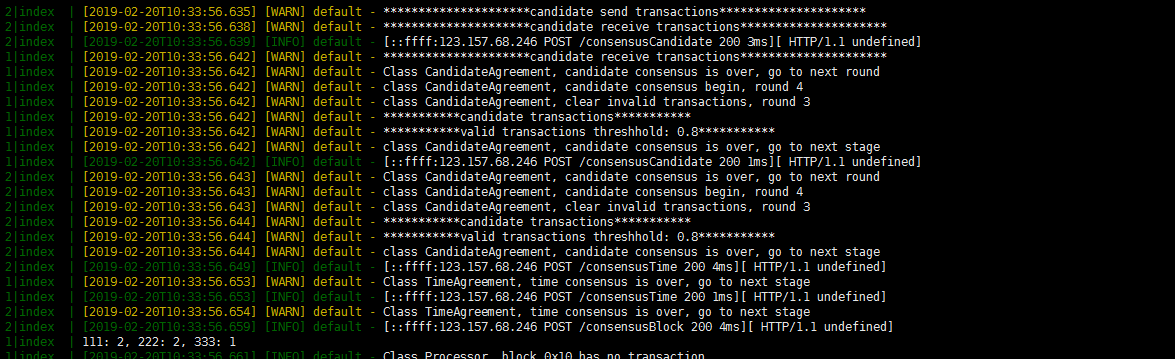 2|index | [2019-02-20T10:33:56.635] [WARN] default - *********************candidate send transactions*********************
2|index | [2019-02-20T10:33:56.638] [WARN] default - *********************candidate receive transactions*********************
2|index | [2019-02-20T10:33:56.639] [INFO] default - [::ffff:123.157.68.246 POST /consensusCandidate 200 3ms][ HTTP/1.1 undefined]
1|index | [2019-02-20T10:33:56.642] [WARN] default - *********************candidate receive transactions*********************
1|index | [2019-02-20T10:33:56.642] [WARN] default - Class CandidateAgreement, candidate consensus is over, go to next round
1|index | [2019-02-20T10:33:56.642] [WARN] default - class CandidateAgreement, candidate consensus begin, round 4
1|index | [2019-02-20T10:33:56.642] [WARN] default - class CandidateAgreement, clear invalid transactions, round 3
1|index | [2019-02-20T10:33:56.642] [WARN] default - ***********candidate transactions***********
1|index | [2019-02-20T10:33:56.642] [WARN] default - ***********valid transactions threshhold: 0.8***********
1|index | [2019-02-20T10:33:56.642] [WARN] default - class CandidateAgreement, candidate consensus is over, go to next stage
1|index | [2019-02-20T10:33:56.642] [INFO] default - [::ffff:123.157.68.246 POST /consensusCandidate 200 1ms][ HTTP/1.1 undefined]
2|index | [2019-02-20T10:33:56.643] [WARN] default - Class CandidateAgreement, candidate consensus is over, go to next round
2|index | [2019-02-20T10:33:56.643] [WARN] default - class CandidateAgreement, candidate consensus begin, round 4
2|index | [2019-02-20T10:33:56.643] [WARN] default - class CandidateAgreement, clear invalid transactions, round 3
2|index | [2019-02-20T10:33:56.644] [WARN] default - ***********candidate transactions***********
2|index | [2019-02-20T10:33:56.644] [WARN] default - ***********valid transactions threshhold: 0.8***********
2|index | [2019-02-20T10:33:56.644] [WARN] default - class CandidateAgreement, candidate consensus is over, go to next stage
2|index | [2019-02-20T10:33:56.649] [INFO] default - [::ffff:123.157.68.246 POST /consensusTime 200 4ms][ HTTP/1.1 undefined]
1|index | [2019-02-20T10:33:56.653] [WARN] default - Class TimeAgreement, time consensus is over, go to next stage
1|index | [2019-02-20T10:33:56.653] [INFO] default - [::ffff:123.157.68.246 POST /consensusTime 200 1ms][ HTTP/1.1 undefined]
2|index | [2019-02-20T10:33:56.654] [WARN] default - Class TimeAgreement, time consensus is over, go to next stage
2|index | [2019-02-20T10:33:56.659] [INFO] default - [::ffff:123.157.68.246 POST /consensusBlock 200 4ms][ HTTP/1.1 undefined]
1|index | 111: 2, 222: 2, 333: 1
1|index | [2019-02-20T10:33:56.661] [INFO] default - Class Processor, block 0x10 has no transaction